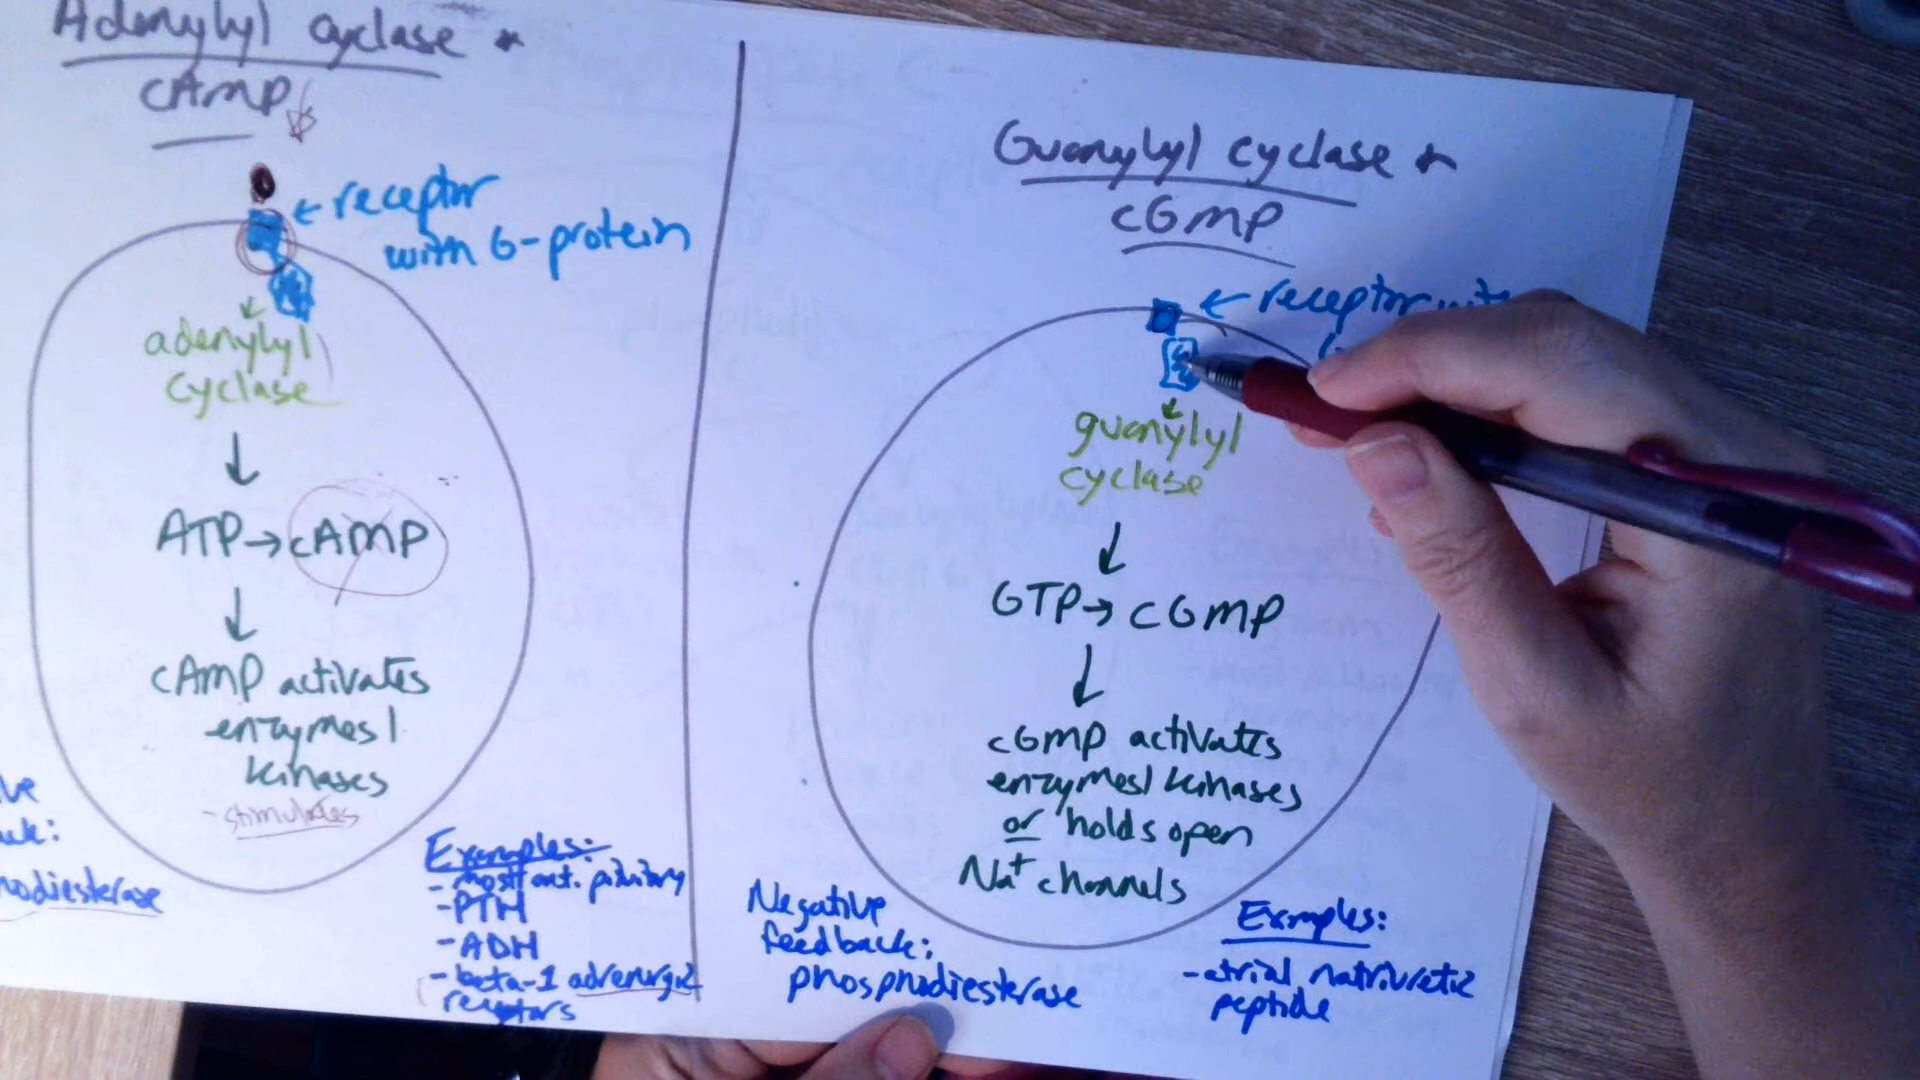 Adenylyl cyclase *
cAMP
← receptor
with G-protein
adenylyl
cyclase
↓
ATP → cAMP
↓
cAMP activates
enzymes/
kinases
- stimulates
Examples:
- most ant. pituitary
- PTH
- ADH
- beta-1 adrenergic
receptors
Guanylyl cyclase *
cGMP
← receptor
guanylyl
cyclase
↓
GTP → cGMP
↓
cGMP activates
enzymes/kinases
or holds open
Na+ channels
Negative
feedback:
phosphodiesterase
Examples:
- atrial natriuretic
peptide